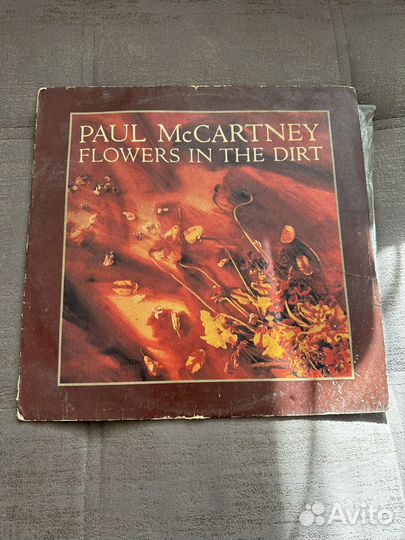 PAUL McCARTNEY
FLOWERS IN THE DIRT
Avito